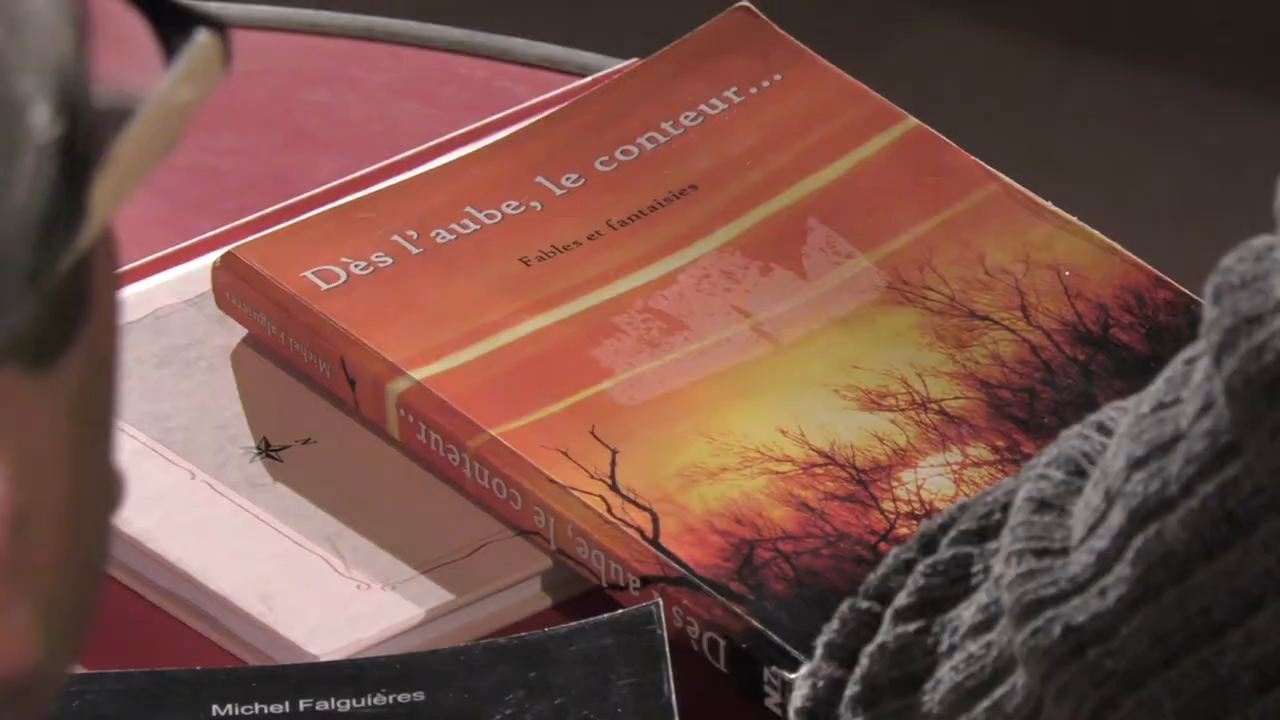 Dès l'aube, le conteur...
Fables et fantaisies
Michel Falguières
Dès l'aube, le conteur...
N
Michel Falguières